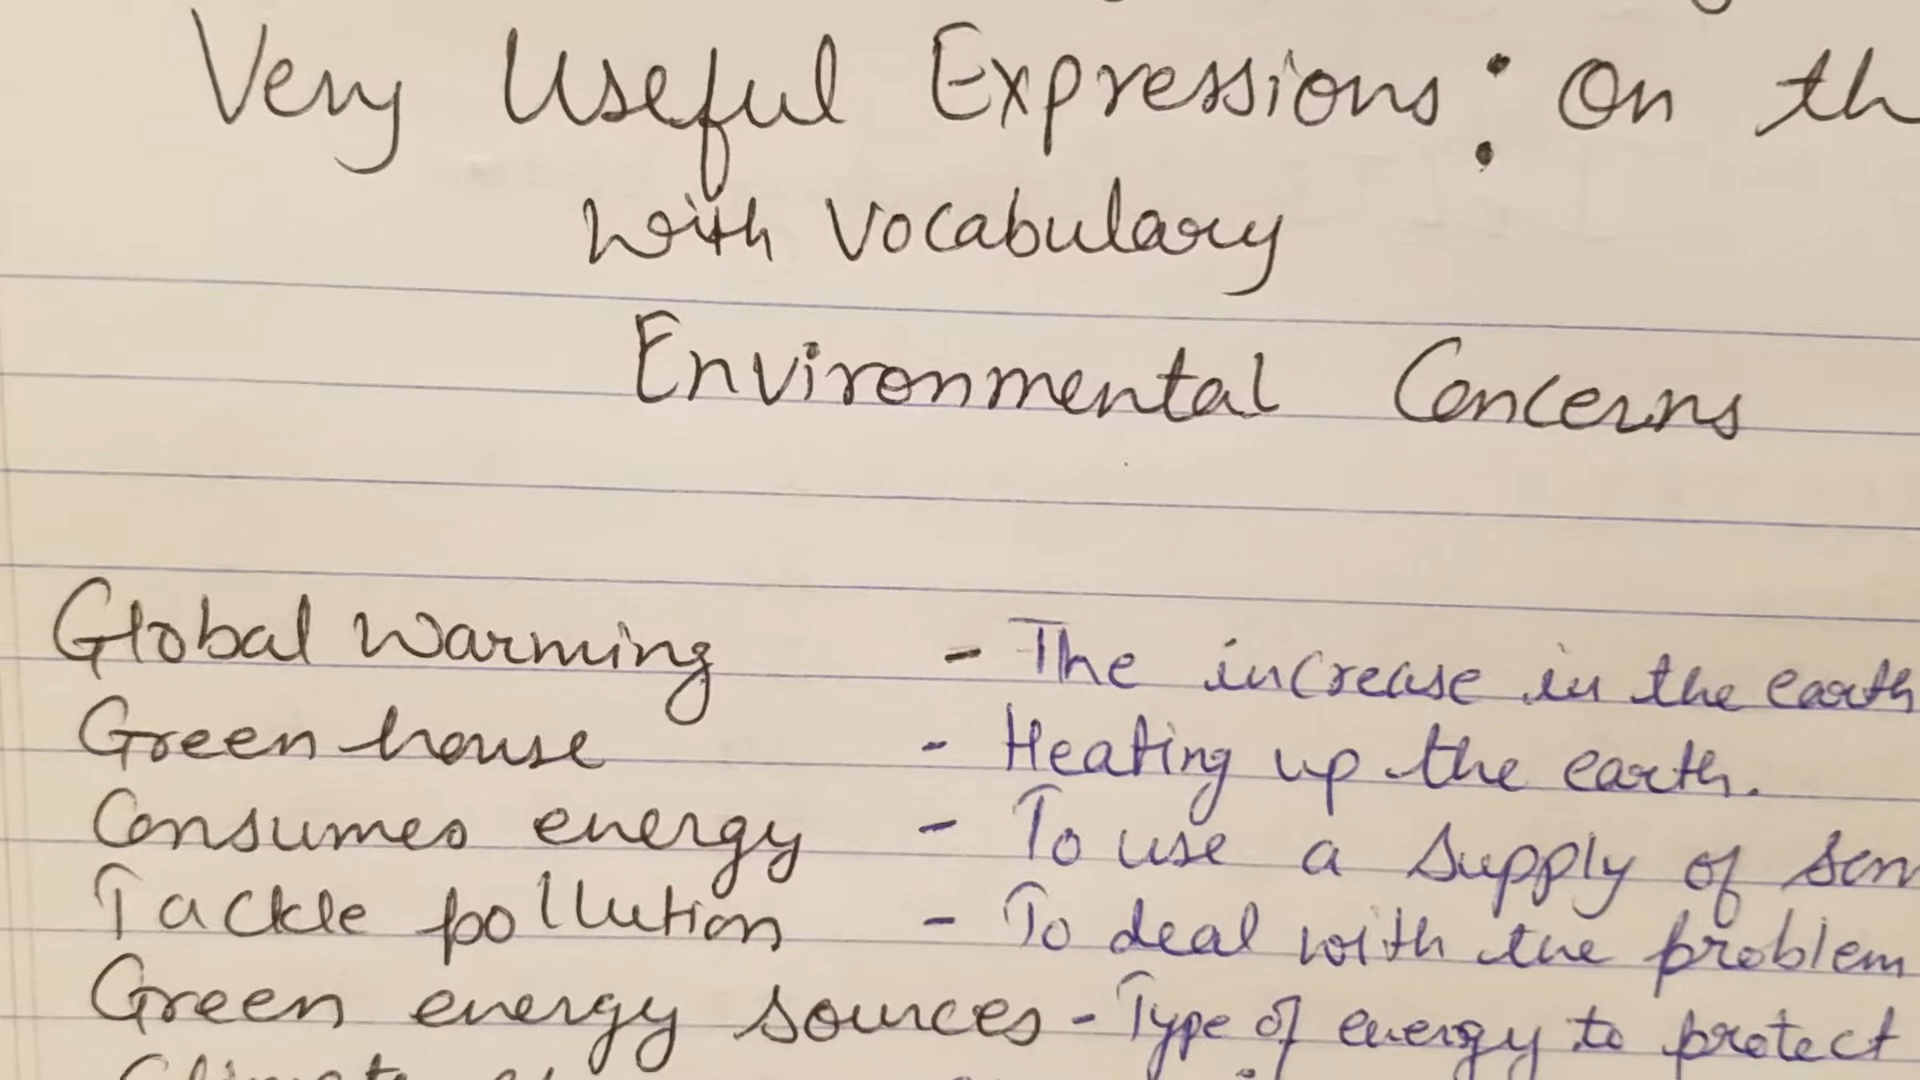 Very Useful Expressions : On th
with Vocabulary
Environmental Concerns
Global Warming - The increase in the earth
Green house - Heating up the earth.
Consumes energy - To use a supply of som
Tackle pollution - To deal with the problem
Green energy sources - Type of energy to protect
Climate